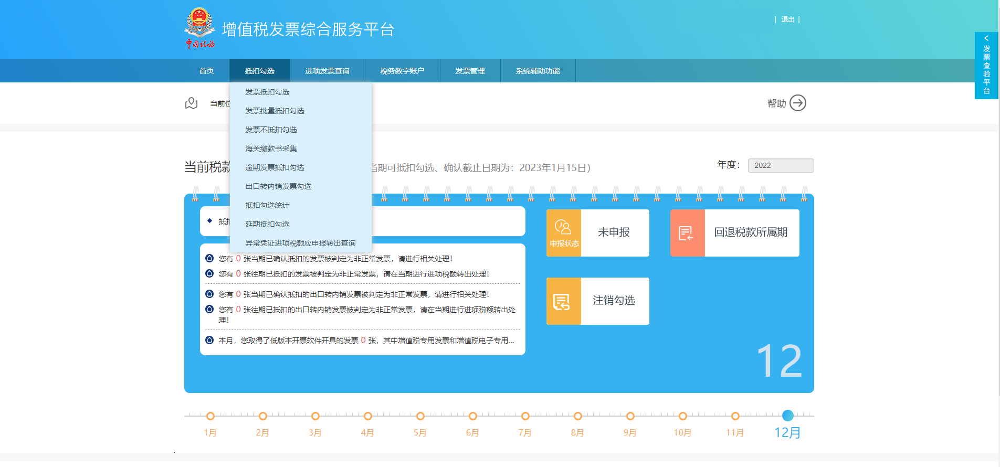 中国税务
增值税发票综合服务平台
| 退出 |
<
发票查验平台
首页 抵扣勾选 进项发票查询 税务数字账户 发票管理 系统辅助功能
当前位
帮助
发票抵扣勾选
发票批量抵扣勾选
发票不抵扣勾选
海关缴款书采集
逾期发票抵扣勾选
出口转内销发票勾选
抵扣勾选统计
延期抵扣勾选
异常凭证进项税额应申报转出查询
当前税款 当期可抵扣勾选、确认截止日期为：2023年1月15日）
年度： 2022
抵扣
您有 0 张当期已确认抵扣的发票被判定为非正常发票，请进行相关处理！
您有 0 张往期已抵扣的发票被判定为非正常发票，请在当期进行进项税额转出处理！
您有 0 张当期已确认抵扣的出口转内销发票被判定为非正常发票，请进行相关处理！
您有 0 张往期已抵扣的出口转内销发票被判定为非正常发票，请在当期进行进项税额转出处
理！
本月，您取得了低版本开票软件开具的发票 0 张，其中增值税专用发票和增值税电子专用...
申报状态
未申报
回退税款所属期
注销勾选
12
1月 2月 3月 4月 5月 6月 7月 8月 9月 10月 11月 12月